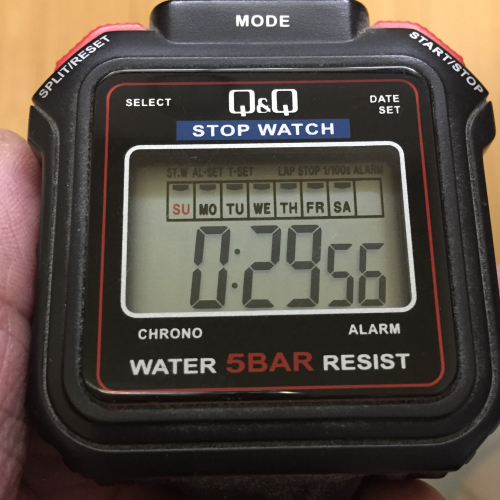 MODE
SPLIT/RESET
START/STOP
SELECT
Q&Q
DATE
SET
STOP WATCH
ST.W AL-SET T-SET LAP STOP 1/100s ALARM
SU MO TU WE TH FR SA
0:29 56
CHRONO
ALARM
WATER 5BAR RESIST